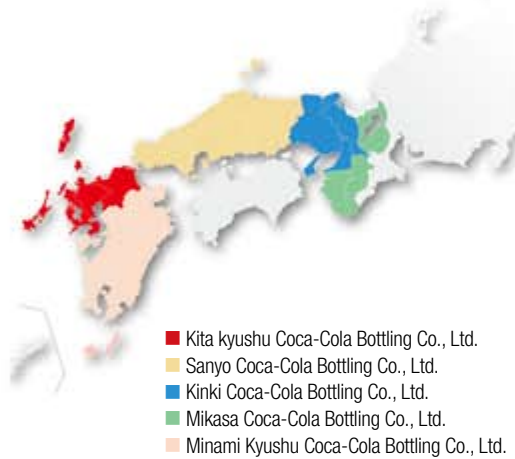 Kita kyushu Coca-Cola Bottling Co., Ltd.
Sanyo Coca-Cola Bottling Co., Ltd.
Kinki Coca-Cola Bottling Co., Ltd.
Mikasa Coca-Cola Bottling Co., Ltd.
Minami Kyushu Coca-Cola Bottling Co., Ltd.